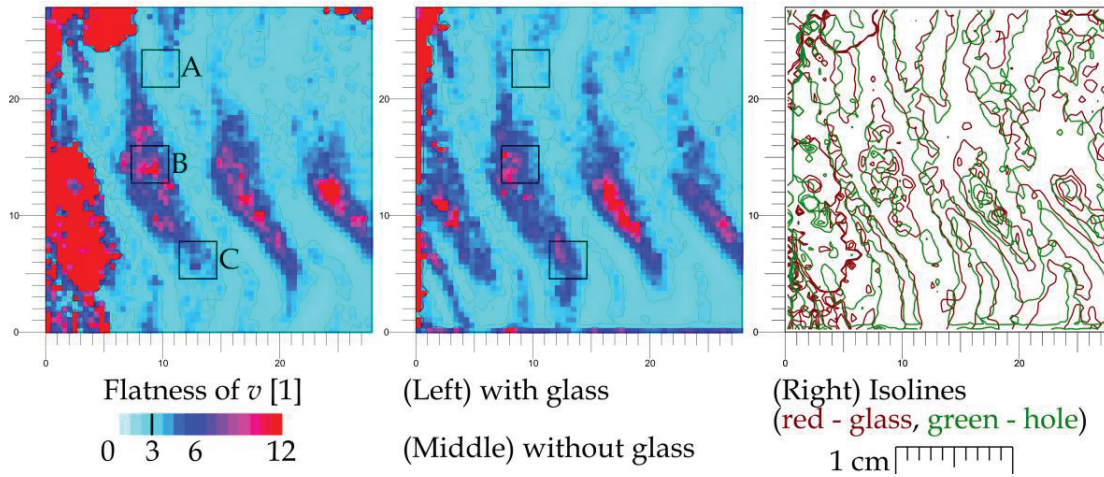 A
B
C
20
10
0
0
10
20
20
10
0
0
10
20
20
10
0
0
10
20
Flatness of v [1]
0 3 6 12
(Left) with glass
(Middle) without glass
(Right) Isolines
(red - glass, green - hole)
1 cm